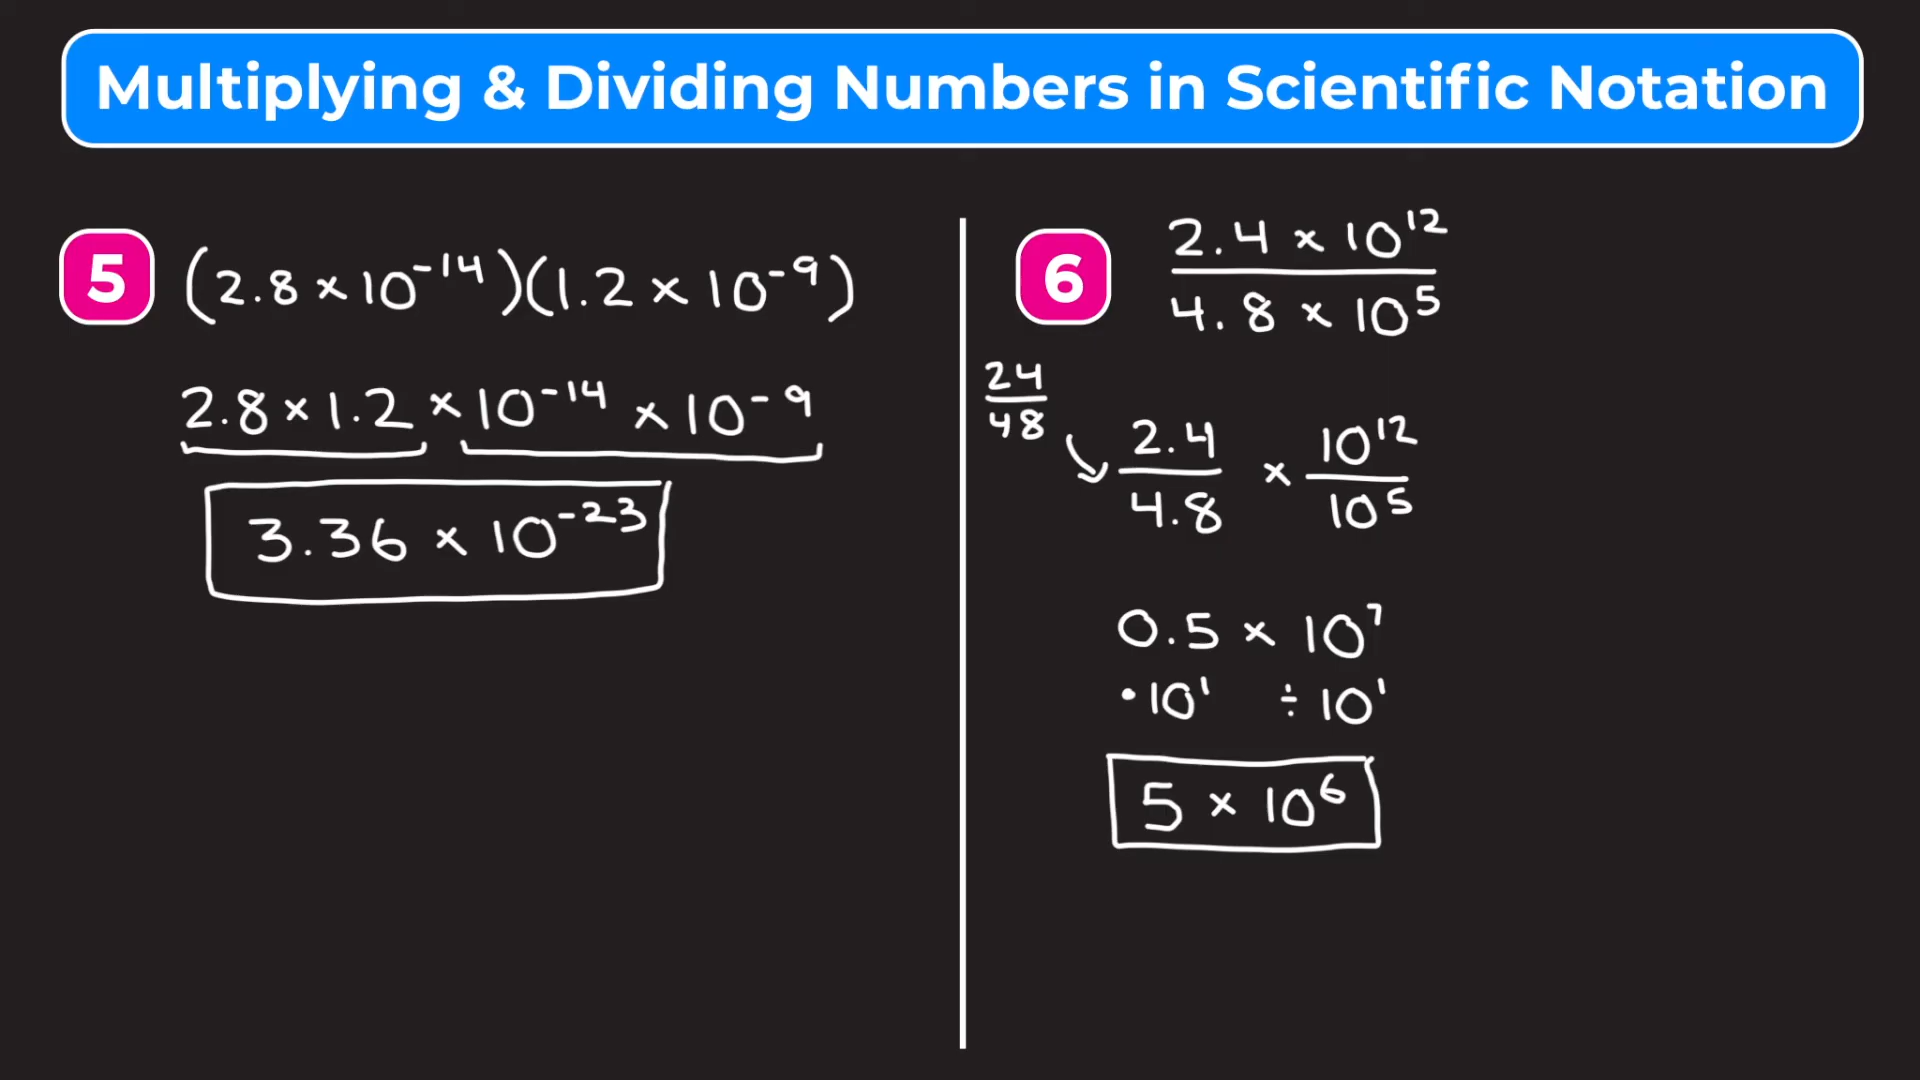 Multiplying & Dividing Numbers in Scientific Notation
5
(2.8 × 10⁻¹⁴)(1.2 × 10⁻⁹)
2.8 × 1.2 × 10⁻¹⁴ × 10⁻⁹
3.36 × 10⁻²³
6
2.4 × 10¹²
4.8 × 10⁵
24
48
2.4 × 10¹²
4.8 10⁵
0.5 × 10⁷
• 10¹ ÷ 10¹
5 × 10⁶